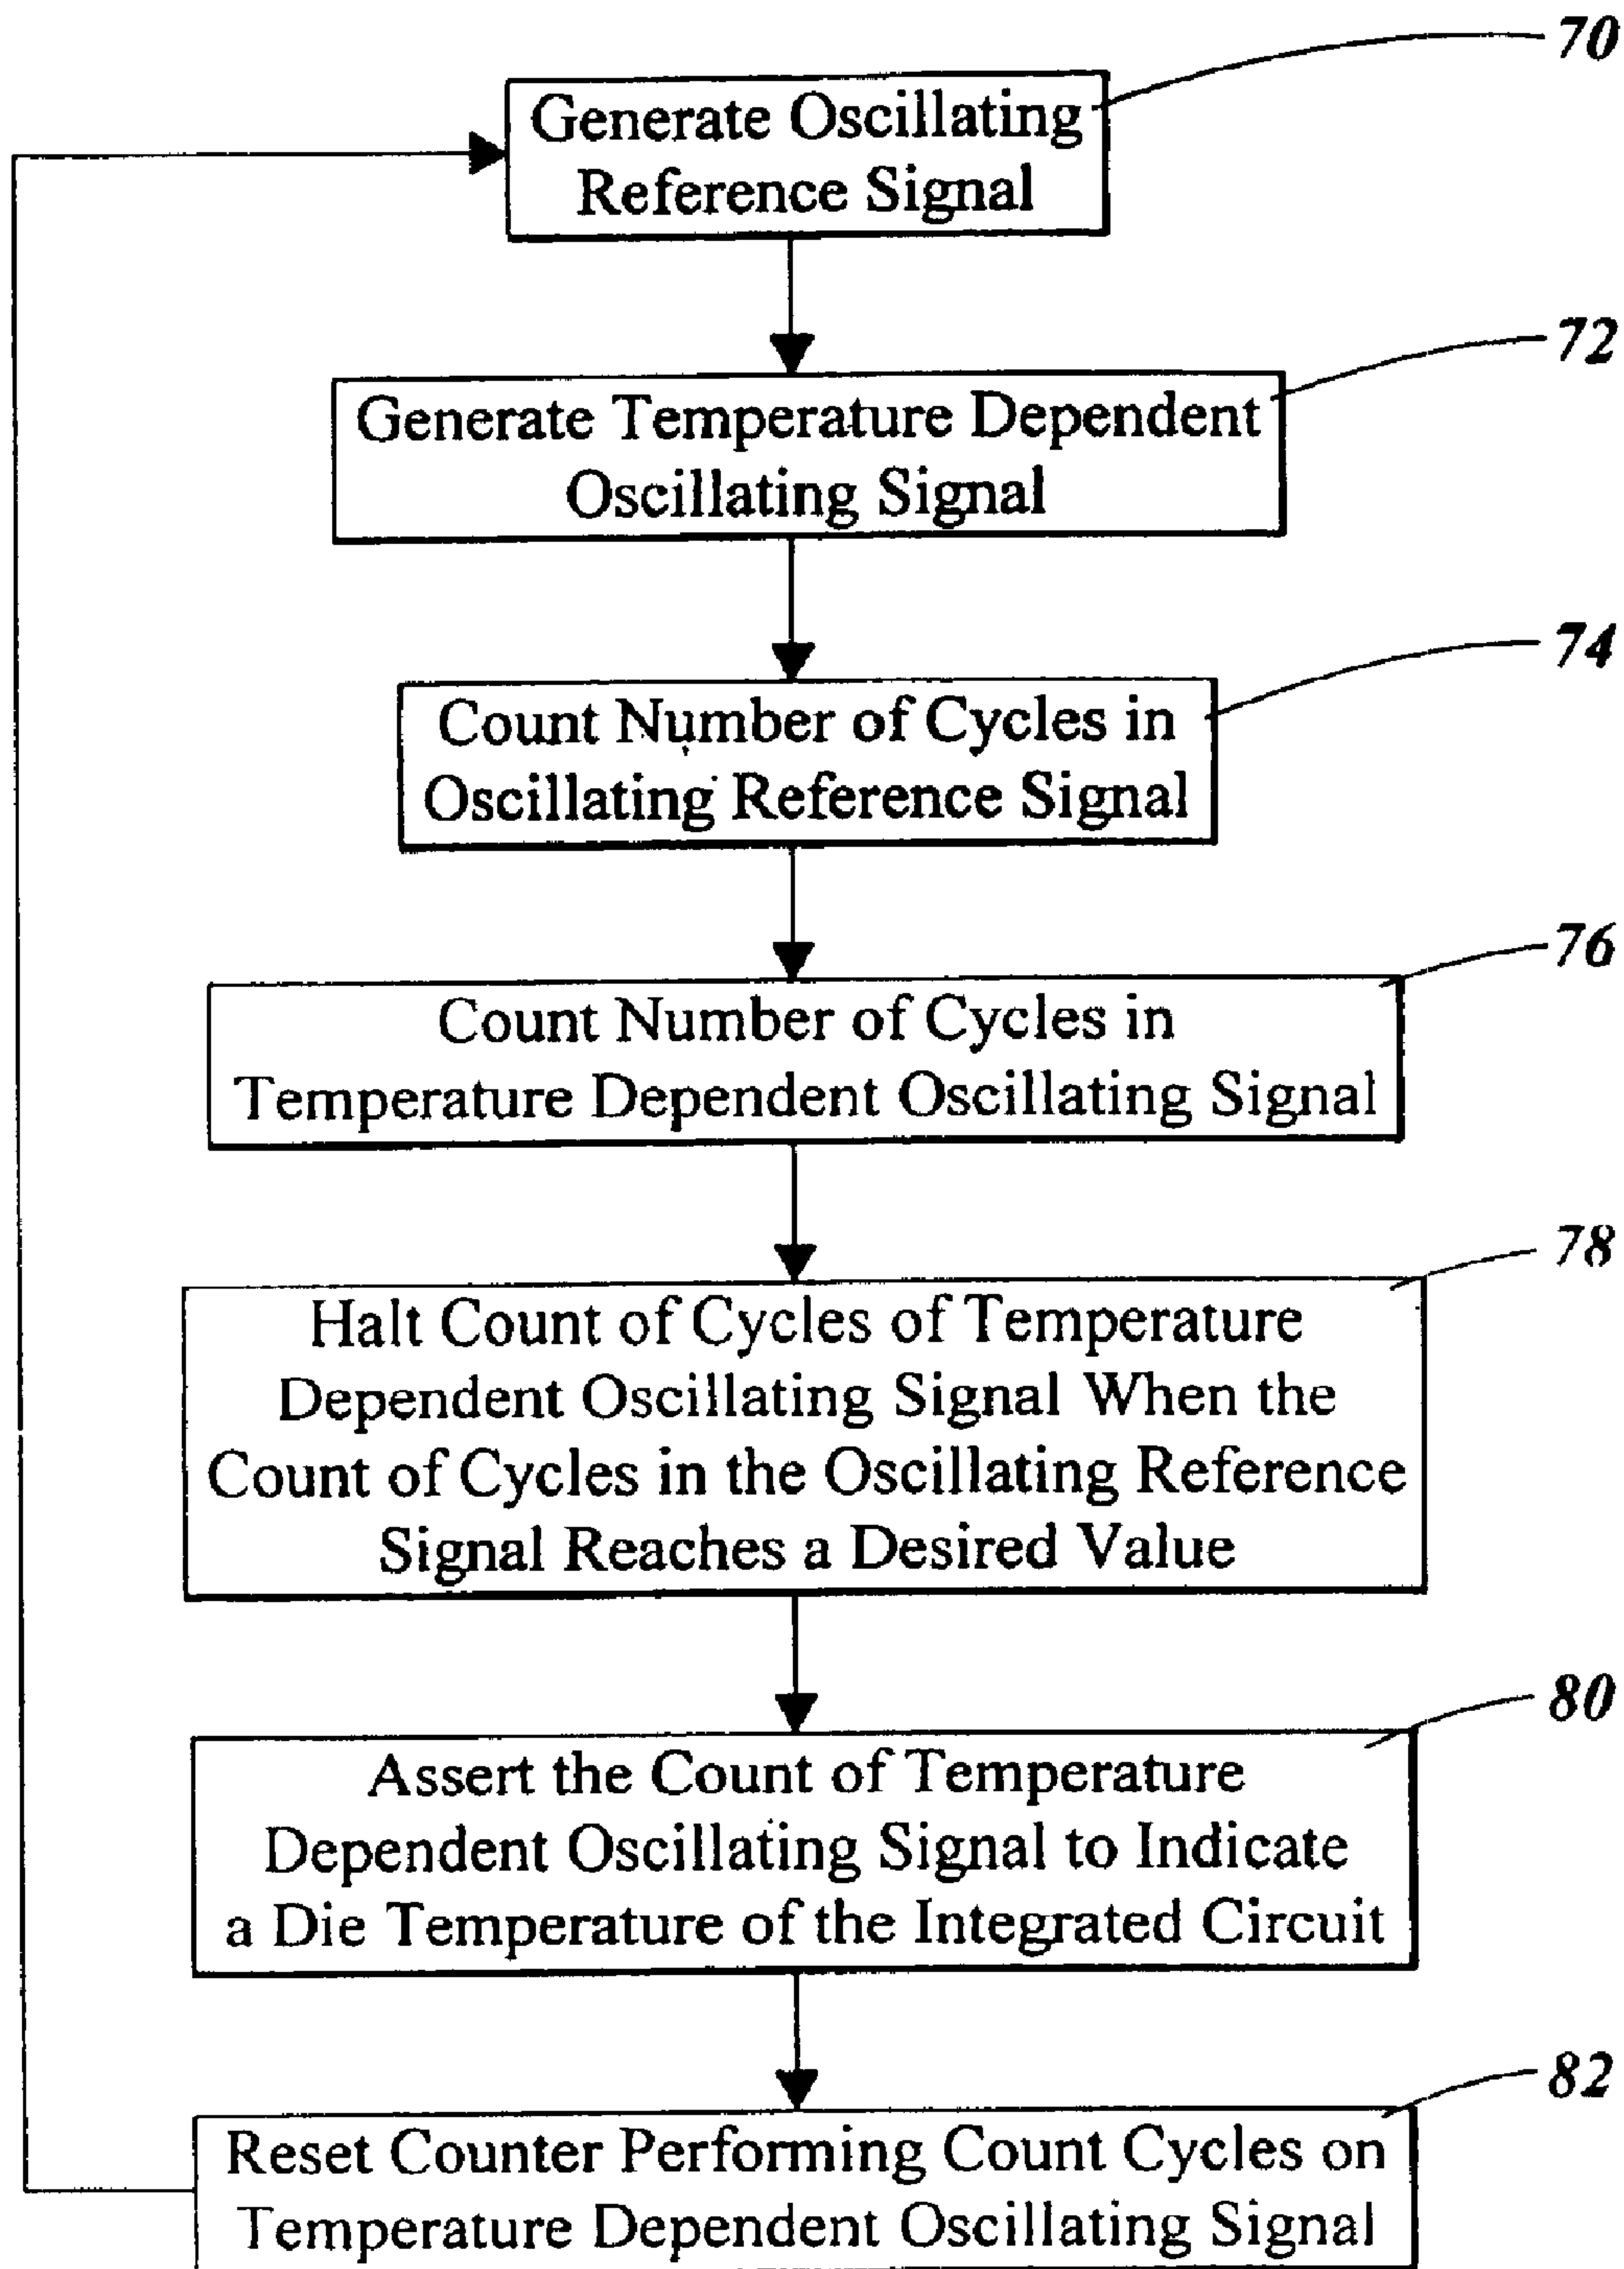 70
Generate Oscillating
Reference Signal
72
Generate Temperature Dependent
Oscillating Signal
74
Count Number of Cycles in
Oscillating Reference Signal
76
Count Number of Cycles in
Temperature Dependent Oscillating Signal
78
Halt Count of Cycles of Temperature
Dependent Oscillating Signal When the
Count of Cycles in the Oscillating Reference
Signal Reaches a Desired Value
80
Assert the Count of Temperature
Dependent Oscillating Signal to Indicate
a Die Temperature of the Integrated Circuit
82
Reset Counter Performing Count Cycles on
Temperature Dependent Oscillating Signal